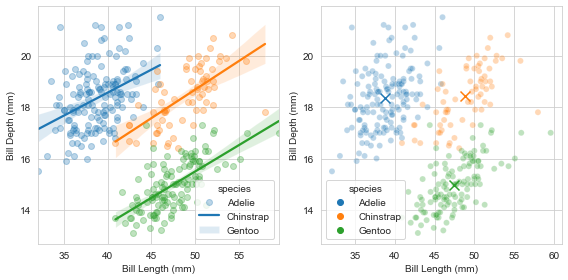 20
18
16
14
Bill Depth (mm)
35
40
45
50
55
Bill Length (mm)
species
Adelie
Chinstrap
Gentoo
20
18
16
14
Bill Depth (mm)
35
40
45
50
55
60
Bill Length (mm)
species
Adelie
Chinstrap
Gentoo